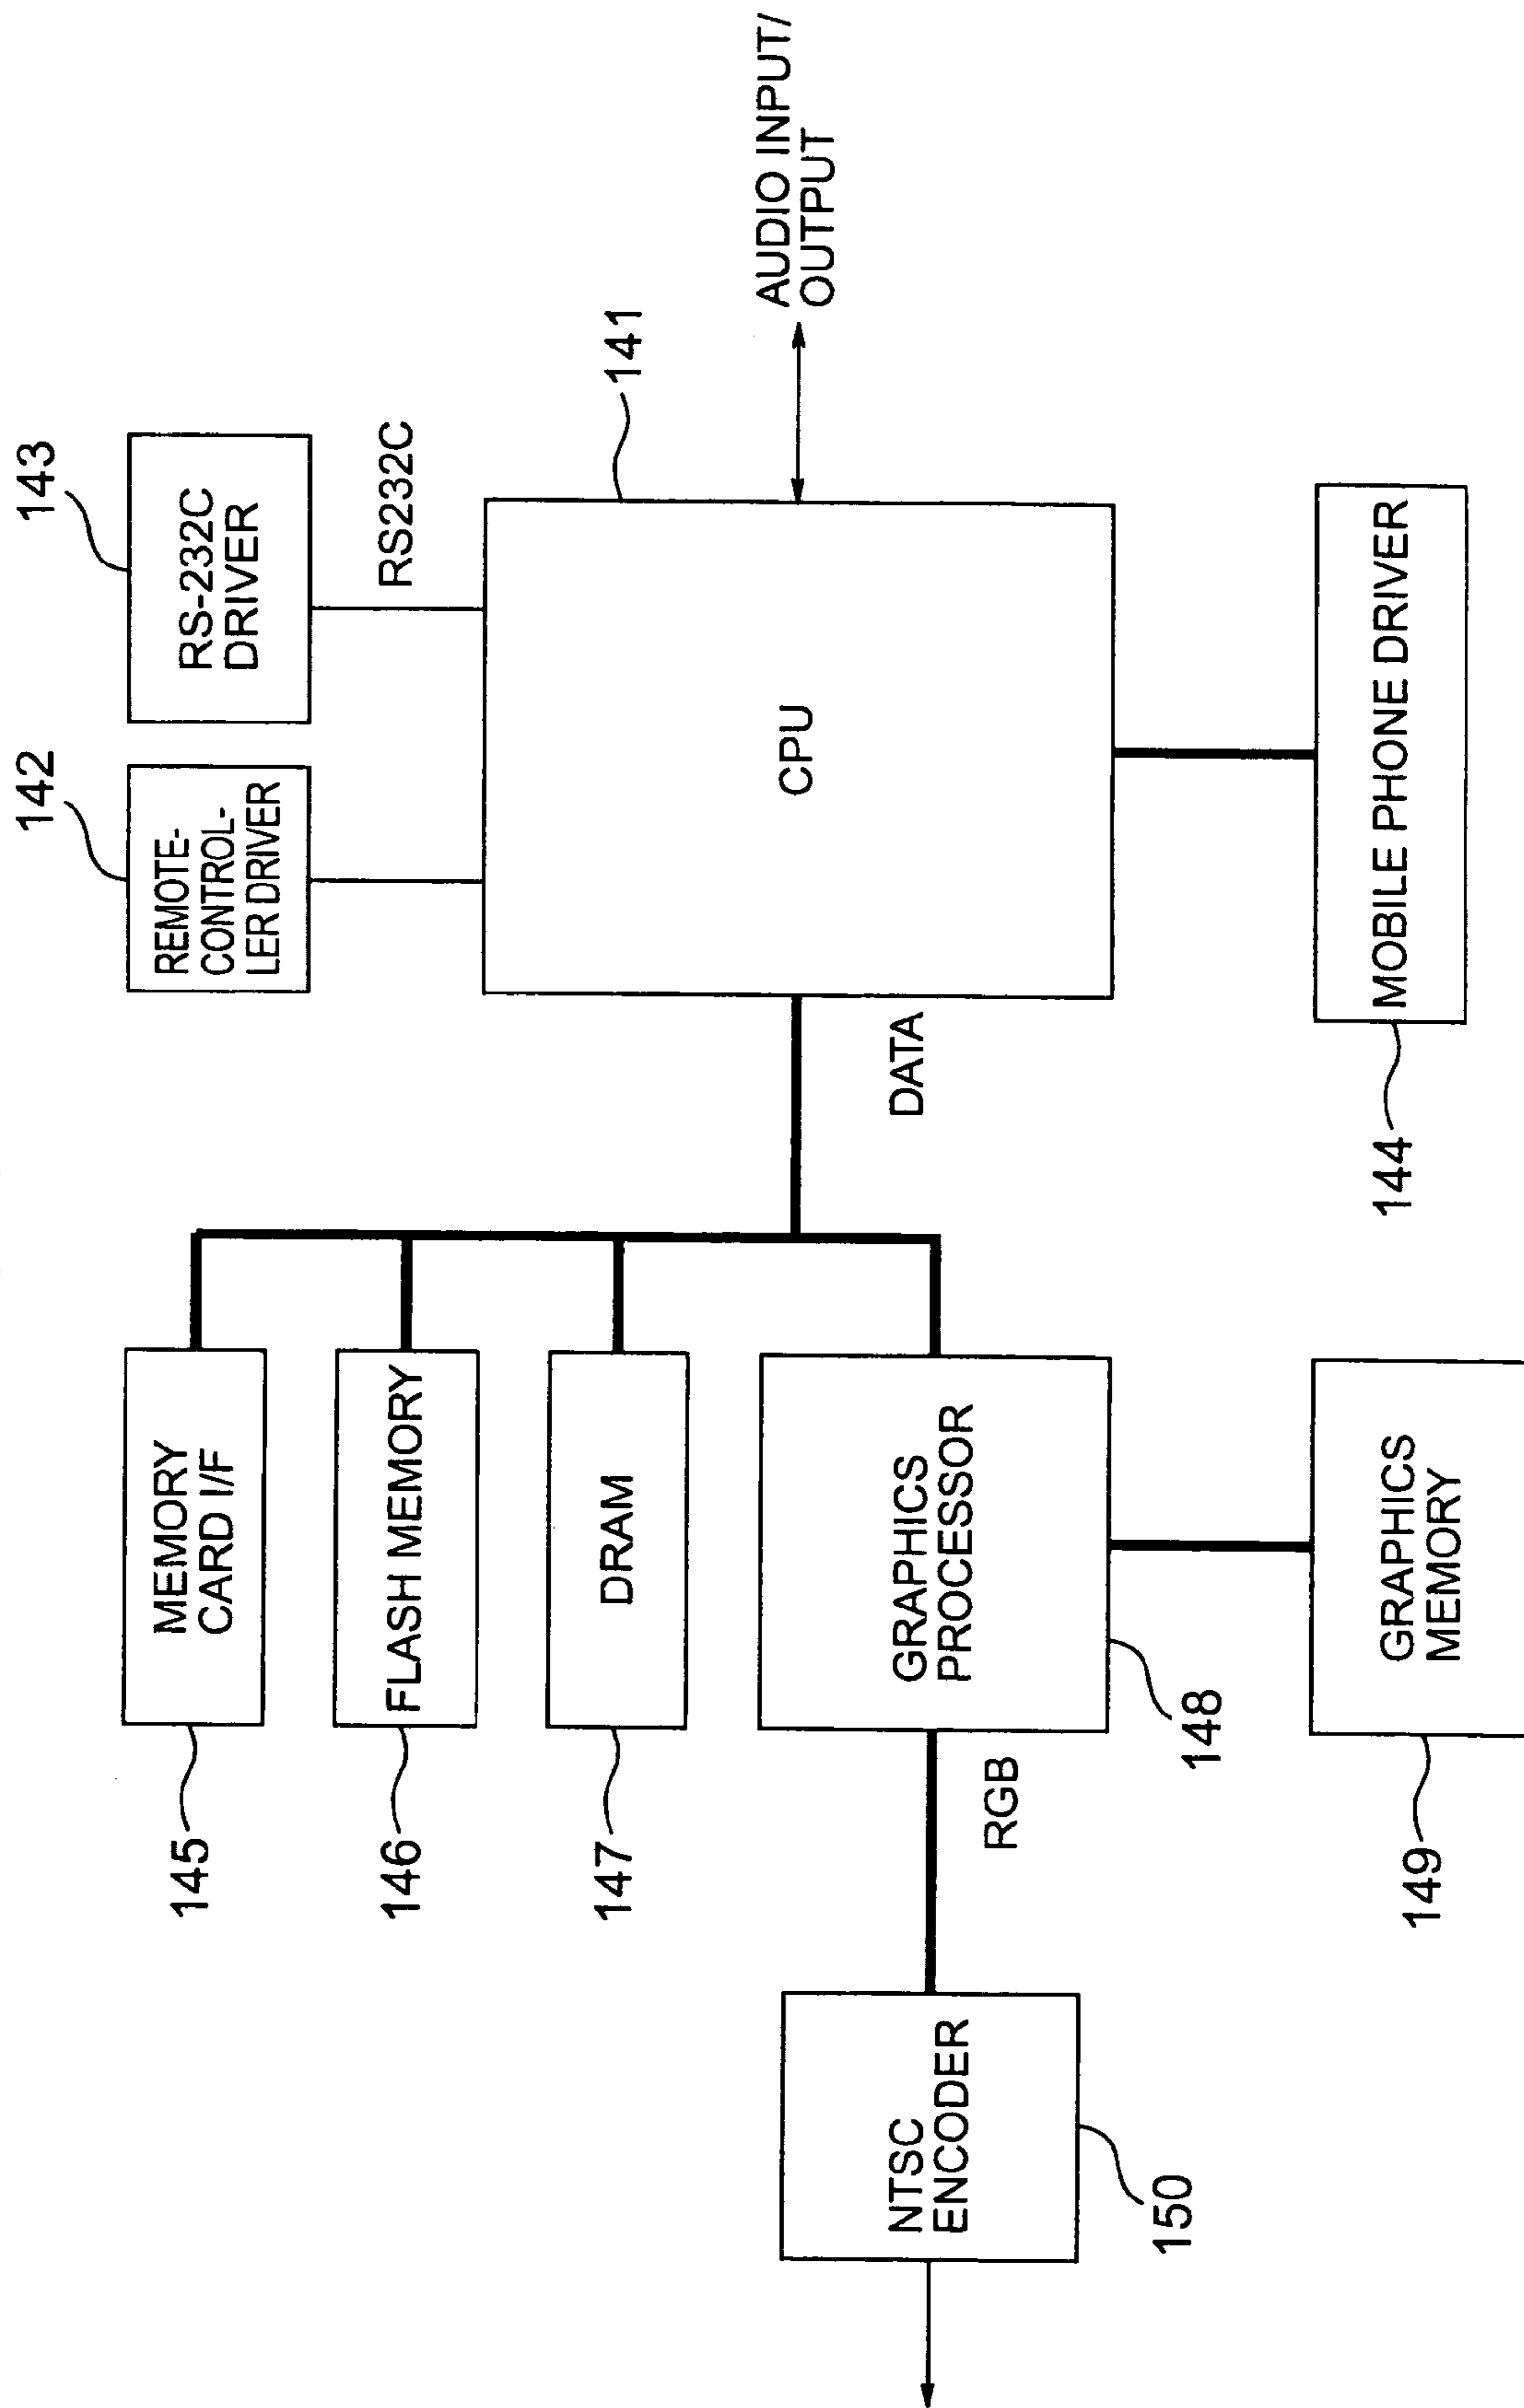 143
RS-232C
DRIVER
RS232C
142
REMOTE-
CONTROL-
LER DRIVER
141
CPU
AUDIO INPUT/
OUTPUT
DATA
MOBILE PHONE DRIVER
144
MEMORY
CARD I/F
145
FLASH MEMORY
146
DRAM
147
GRAPHICS
PROCESSOR
148
RGB
GRAPHICS
MEMORY
149
NTSC
ENCODER
150